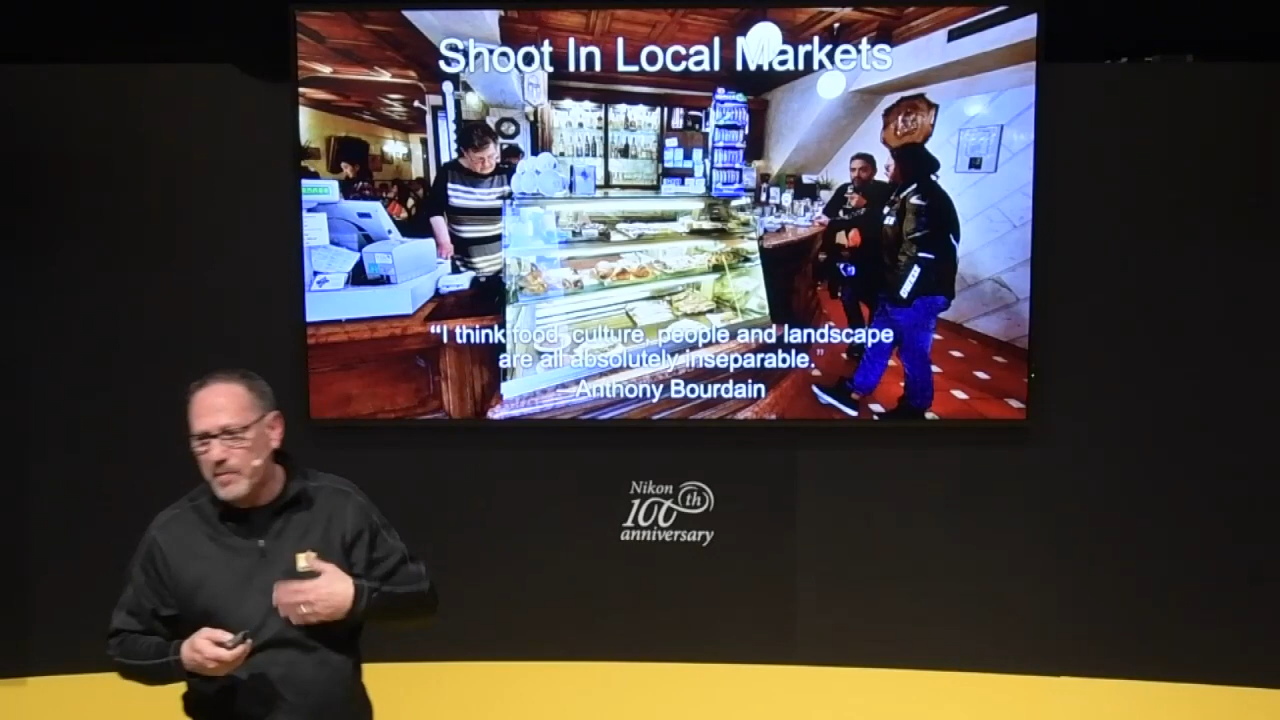 Shoot In Local Markets
“I think food, culture, people and landscape
are all absolutely inseparable.”
—Anthony Bourdain
Nikon
100th
anniversary